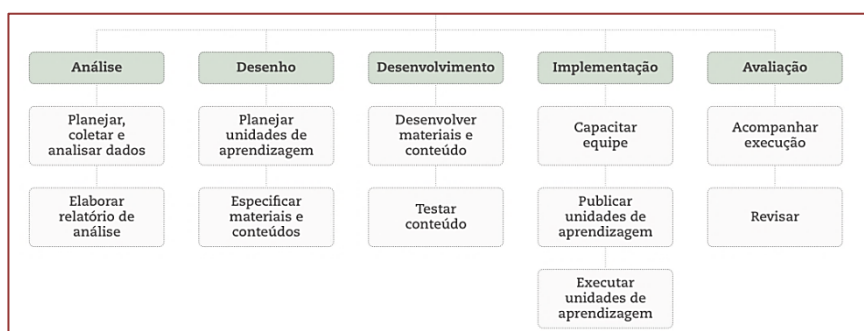 Análise
Desenho
Desenvolvimento
Implementação
Avaliação
Planejar,
coletar e
analisar dados
Planejar
unidades de
aprendizagem
Desenvolver
materiais e
conteúdo
Capacitar
equipe
Acompanhar
execução
Elaborar
relatório de
análise
Especificar
materiais e
conteúdos
Testar
conteúdo
Publicar
unidades de
aprendizagem
Revisar
Executar
unidades de
aprendizagem